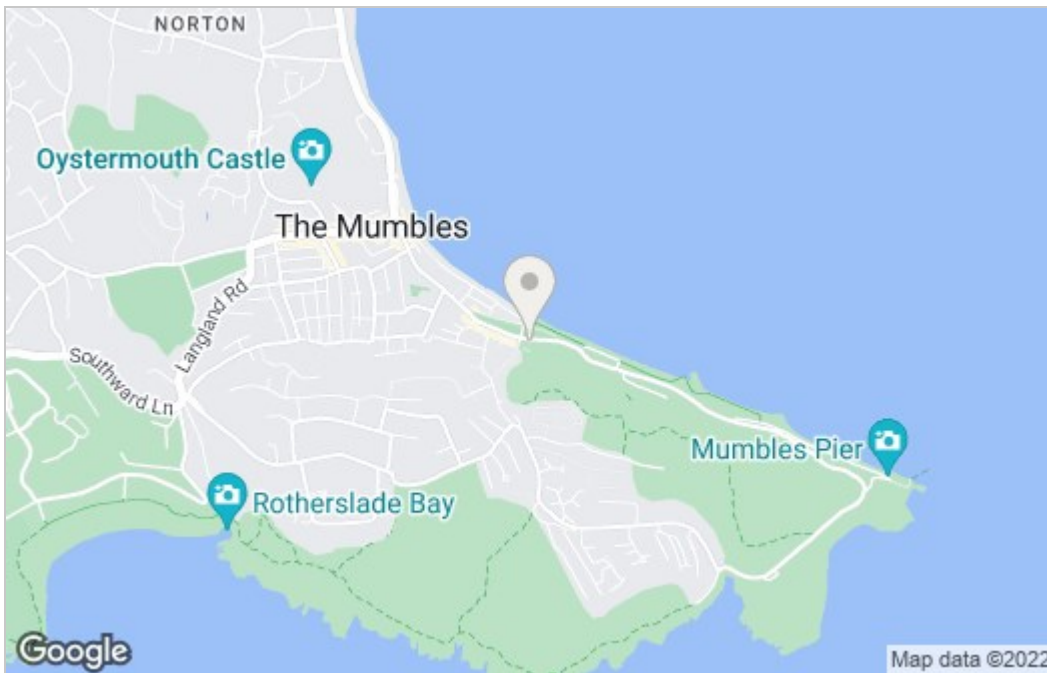 NORTON
Oystermouth Castle
The Mumbles
Langland Rd
Southward Ln
Mumbles Pier
Rotherslade Bay
Google
Map data ©2022